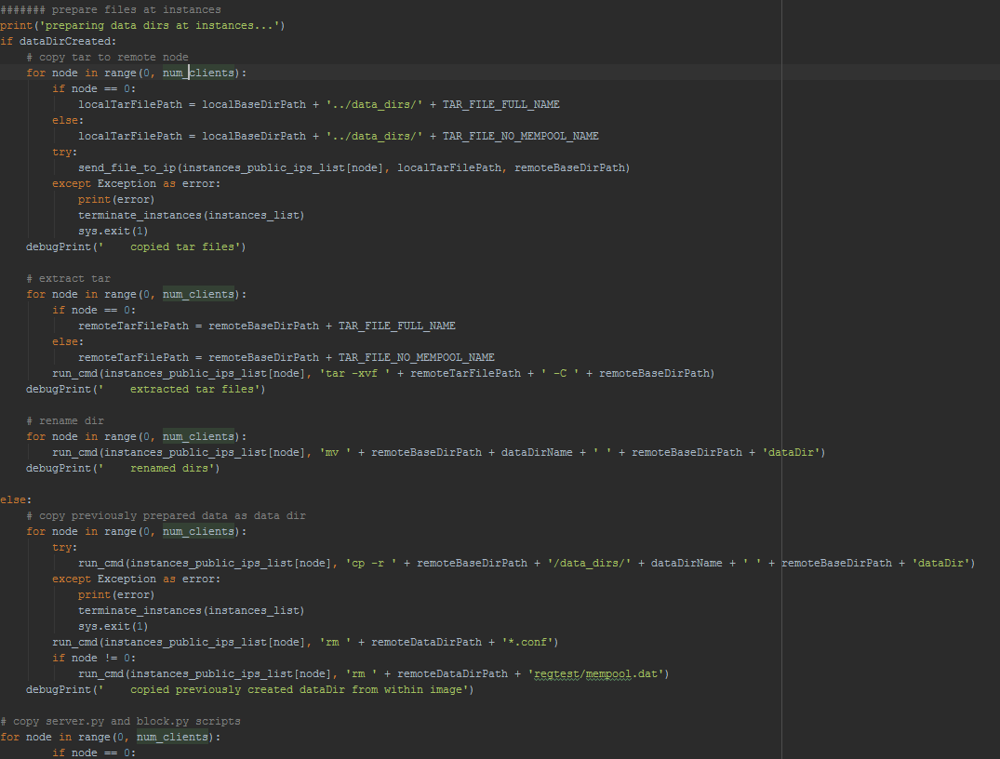 ####### prepare files at instances
print('preparing data dirs at instances...')
if dataDirCreated:
    # copy tar to remote node
    for node in range(0, num_clients):
        if node == 0:
            localTarFilePath = localBaseDirPath + '../data_dirs/' + TAR_FILE_FULL_NAME
        else:
            localTarFilePath = localBaseDirPath + '../data_dirs/' + TAR_FILE_NO_MEMPOOL_NAME
        try:
            send_file_to_ip(instances_public_ips_list[node], localTarFilePath, remoteBaseDirPath)
        except Exception as error:
            print(error)
            terminate_instances(instances_list)
            sys.exit(1)
    debugPrint('    copied tar files')

    # extract tar
    for node in range(0, num_clients):
        if node == 0:
            remoteTarFilePath = remoteBaseDirPath + TAR_FILE_FULL_NAME
        else:
            remoteTarFilePath = remoteBaseDirPath + TAR_FILE_NO_MEMPOOL_NAME
        run_cmd(instances_public_ips_list[node], 'tar -xvf ' + remoteTarFilePath + ' -C ' + remoteBaseDirPath)
    debugPrint('    extracted tar files')

    # rename dir
    for node in range(0, num_clients):
        run_cmd(instances_public_ips_list[node], 'mv ' + remoteBaseDirPath + dataDirName + ' ' + remoteBaseDirPath + 'dataDir')
    debugPrint('    renamed dirs')

else:
    # copy previously prepared data as data dir
    for node in range(0, num_clients):
        try:
            run_cmd(instances_public_ips_list[node], 'cp -r ' + remoteBaseDirPath + '/data_dirs/' + dataDirName + ' ' + remoteBaseDirPath + 'dataDir')
        except Exception as error:
            print(error)
            terminate_instances(instances_list)
            sys.exit(1)
        run_cmd(instances_public_ips_list[node], 'rm ' + remoteDataDirPath + '*.conf')
        if node != 0:
            run_cmd(instances_public_ips_list[node], 'rm ' + remoteDataDirPath + 'regtest/mempool.dat')
    debugPrint('    copied previously created dataDir from within image')

# copy server.py and block.py scripts
for node in range(0, num_clients):
        if node == 0: